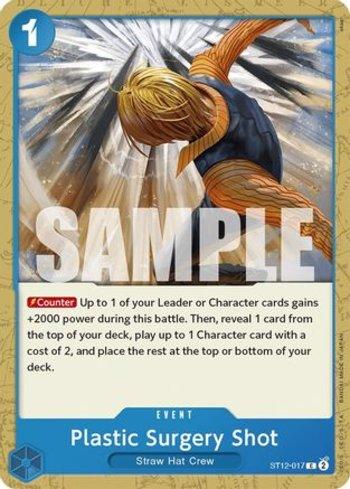 1
SAMPLE
Counter Up to 1 of your Leader or Character cards gains
+2000 power during this battle. Then, reveal 1 card from
the top of your deck, play up to 1 Character card with a
cost of 2, and place the rest at the top or bottom of your
deck.
EVENT
Plastic Surgery Shot
Straw Hat Crew
ST12-017 C 2